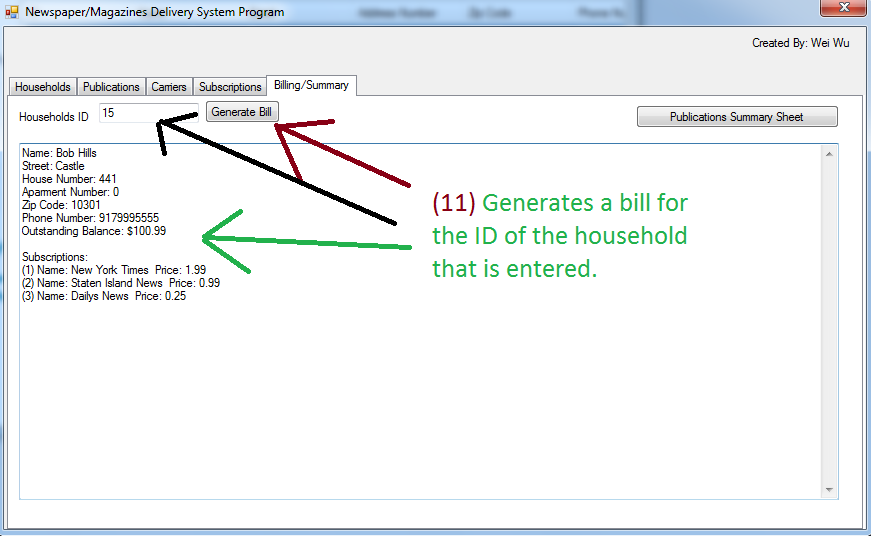 Newspaper/Magazines Delivery System Program
Address Number Zip Code
Created By: Wei Wu
Households Publications Carriers Subscriptions Billing/Summary
Households ID 15 Generate Bill Publications Summary Sheet
Name: Bob Hills
Street: Castle
House Number: 441
Aparment Number: 0
Zip Code: 10301
Phone Number: 9179995555
Outstanding Balance: $100.99
Subscriptions:
(1) Name: New York Times Price: 1.99
(2) Name: Staten Island News Price: 0.99
(3) Name: Dailys News Price: 0.25
(11) Generates a bill for
the ID of the household
that is entered.